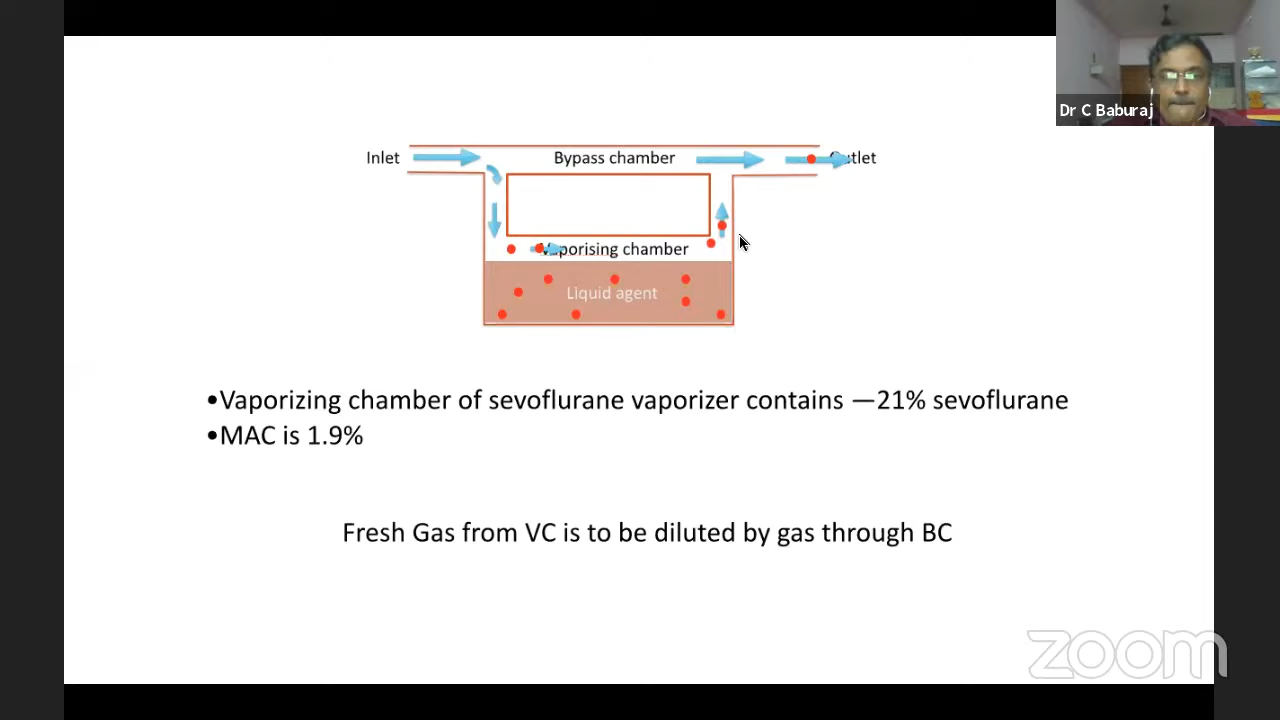 Dr C Baburaj
Inlet
Bypass chamber
Outlet
Vaporising chamber
Liquid agent
•Vaporizing chamber of sevoflurane vaporizer contains —21% sevoflurane
•MAC is 1.9%
Fresh Gas from VC is to be diluted by gas through BC
zoom